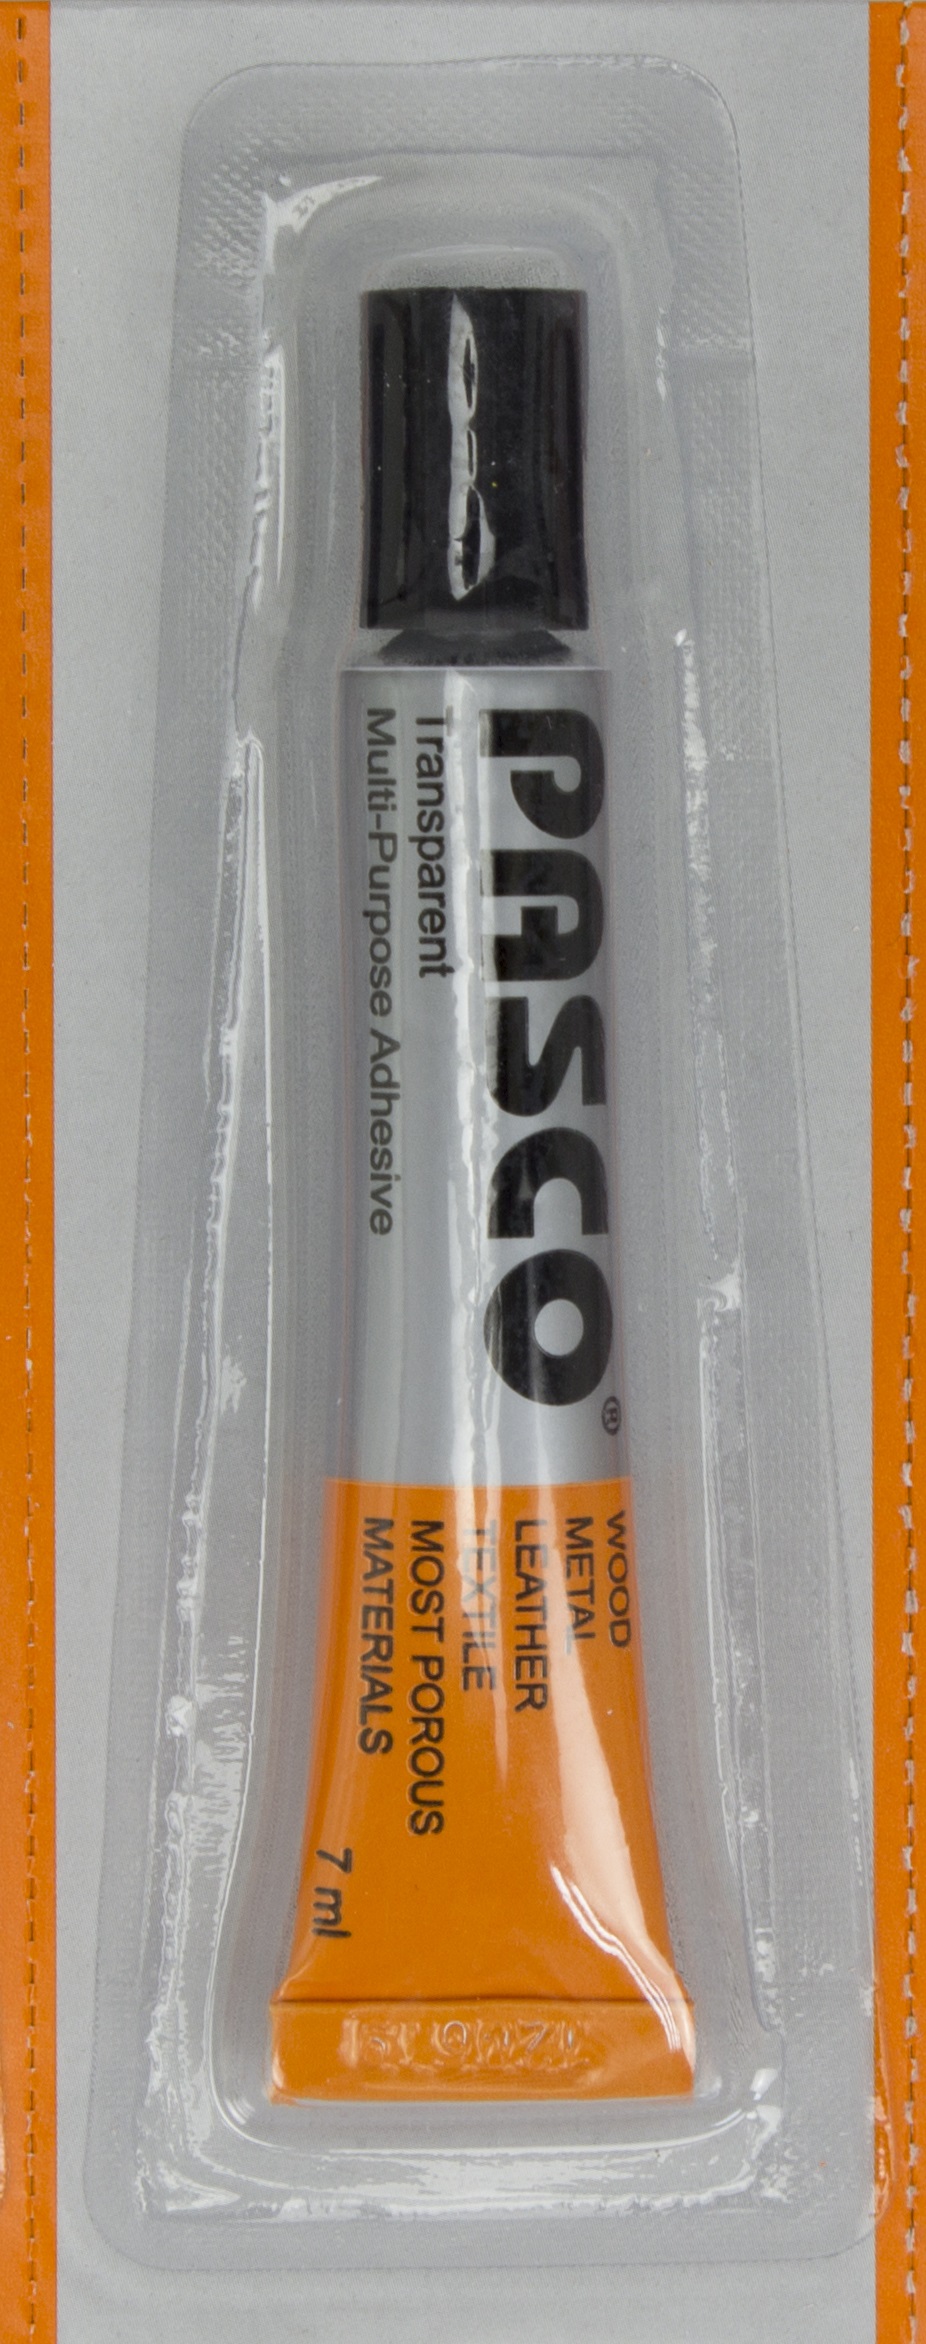 PASCO®
Transparent
Multi-Purpose Adhesive
WOOD
METAL
LEATHER
TEXTILE
MOST POROUS
MATERIALS
7 ml